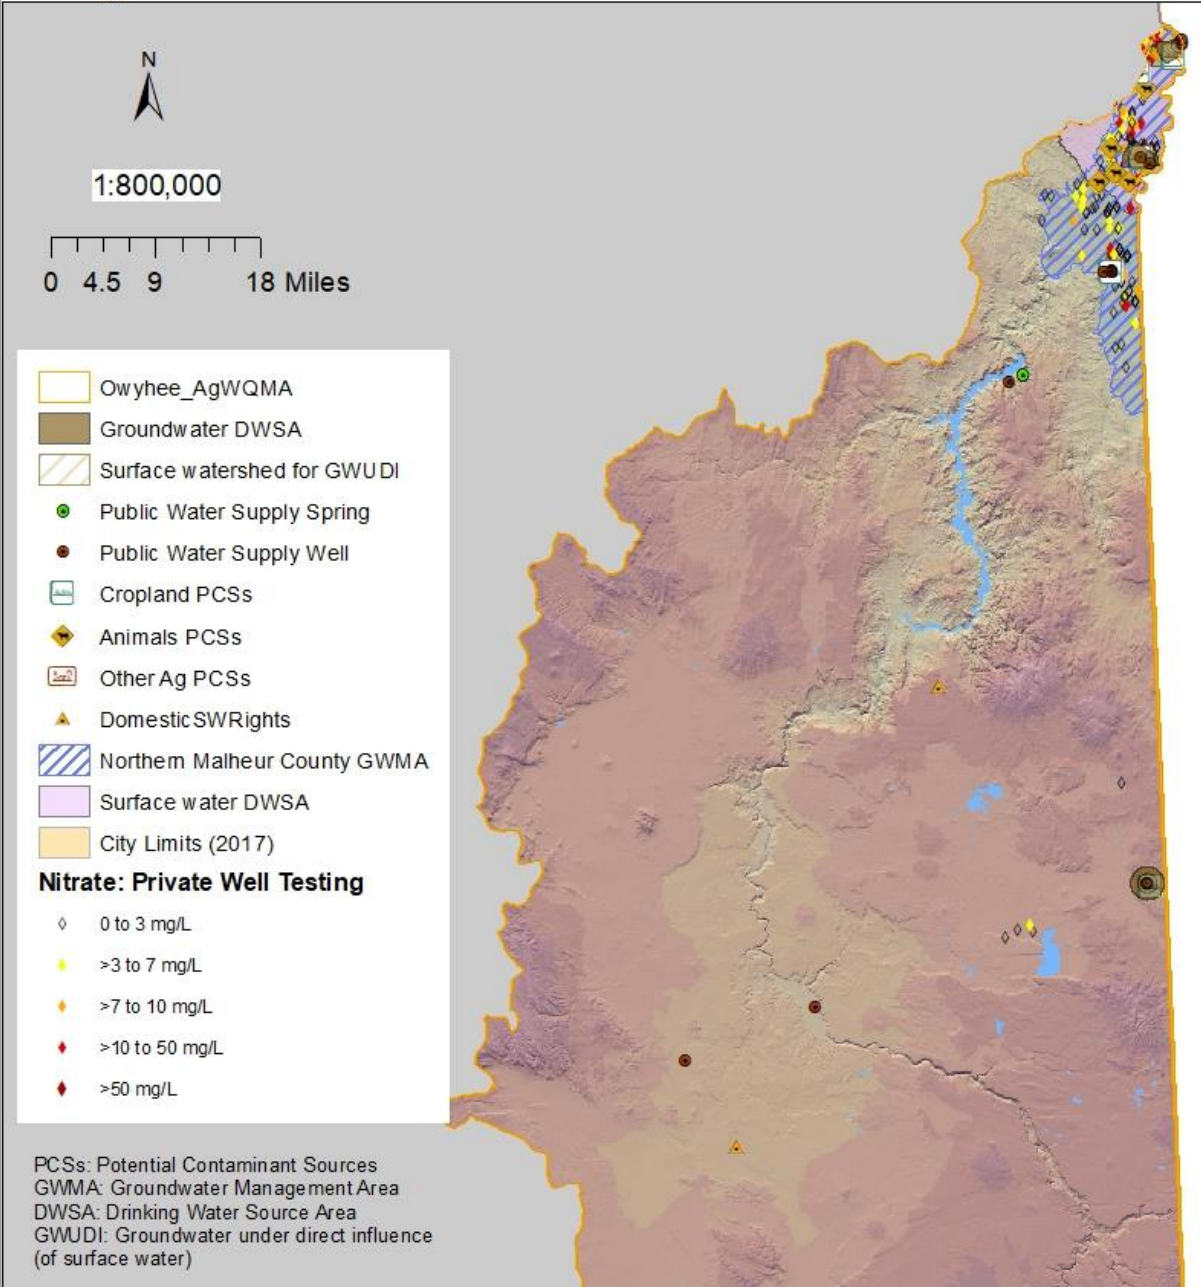 N
1:800,000
0 4.5 9 18 Miles
Owyhee_AgWQMA
Groundwater DWSA
Surface watershed for GWUDI
Public Water Supply Spring
Public Water Supply Well
Cropland PCSs
Animals PCSs
Other Ag PCSs
DomesticSWRights
Northern Malheur County GWMA
Surface water DWSA
City Limits (2017)
Nitrate: Private Well Testing
0 to 3 mg/L
>3 to 7 mg/L
>7 to 10 mg/L
>10 to 50 mg/L
>50 mg/L
PCSs: Potential Contaminant Sources
GWMA: Groundwater Management Area
DWSA: Drinking Water Source Area
GWUDI: Groundwater under direct influence
(of surface water)